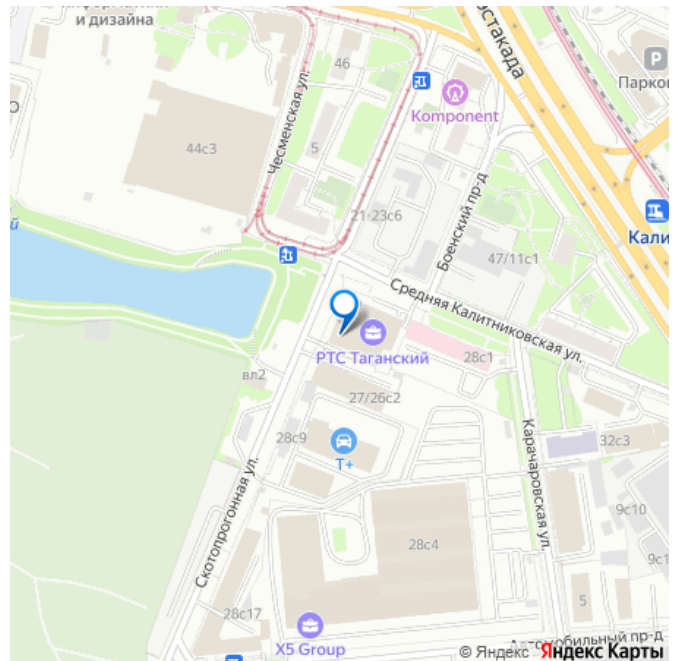 и дизайна
46
Чесменская ул.
Komponent
Парко
5
44с3
21-23с6
Боенский пр-д
47/11с1
Кали
Средняя Калитниковская ул.
РТС Таганский
28с1
вл2
27/26с2
28с9
Т+
Карачаровская ул.
32с3
9с10
Скотопрогонная ул.
28с4
9с1
5
28с17
X5 Group
Автомобильный пр-д
© Яндекс Яндекс Карты